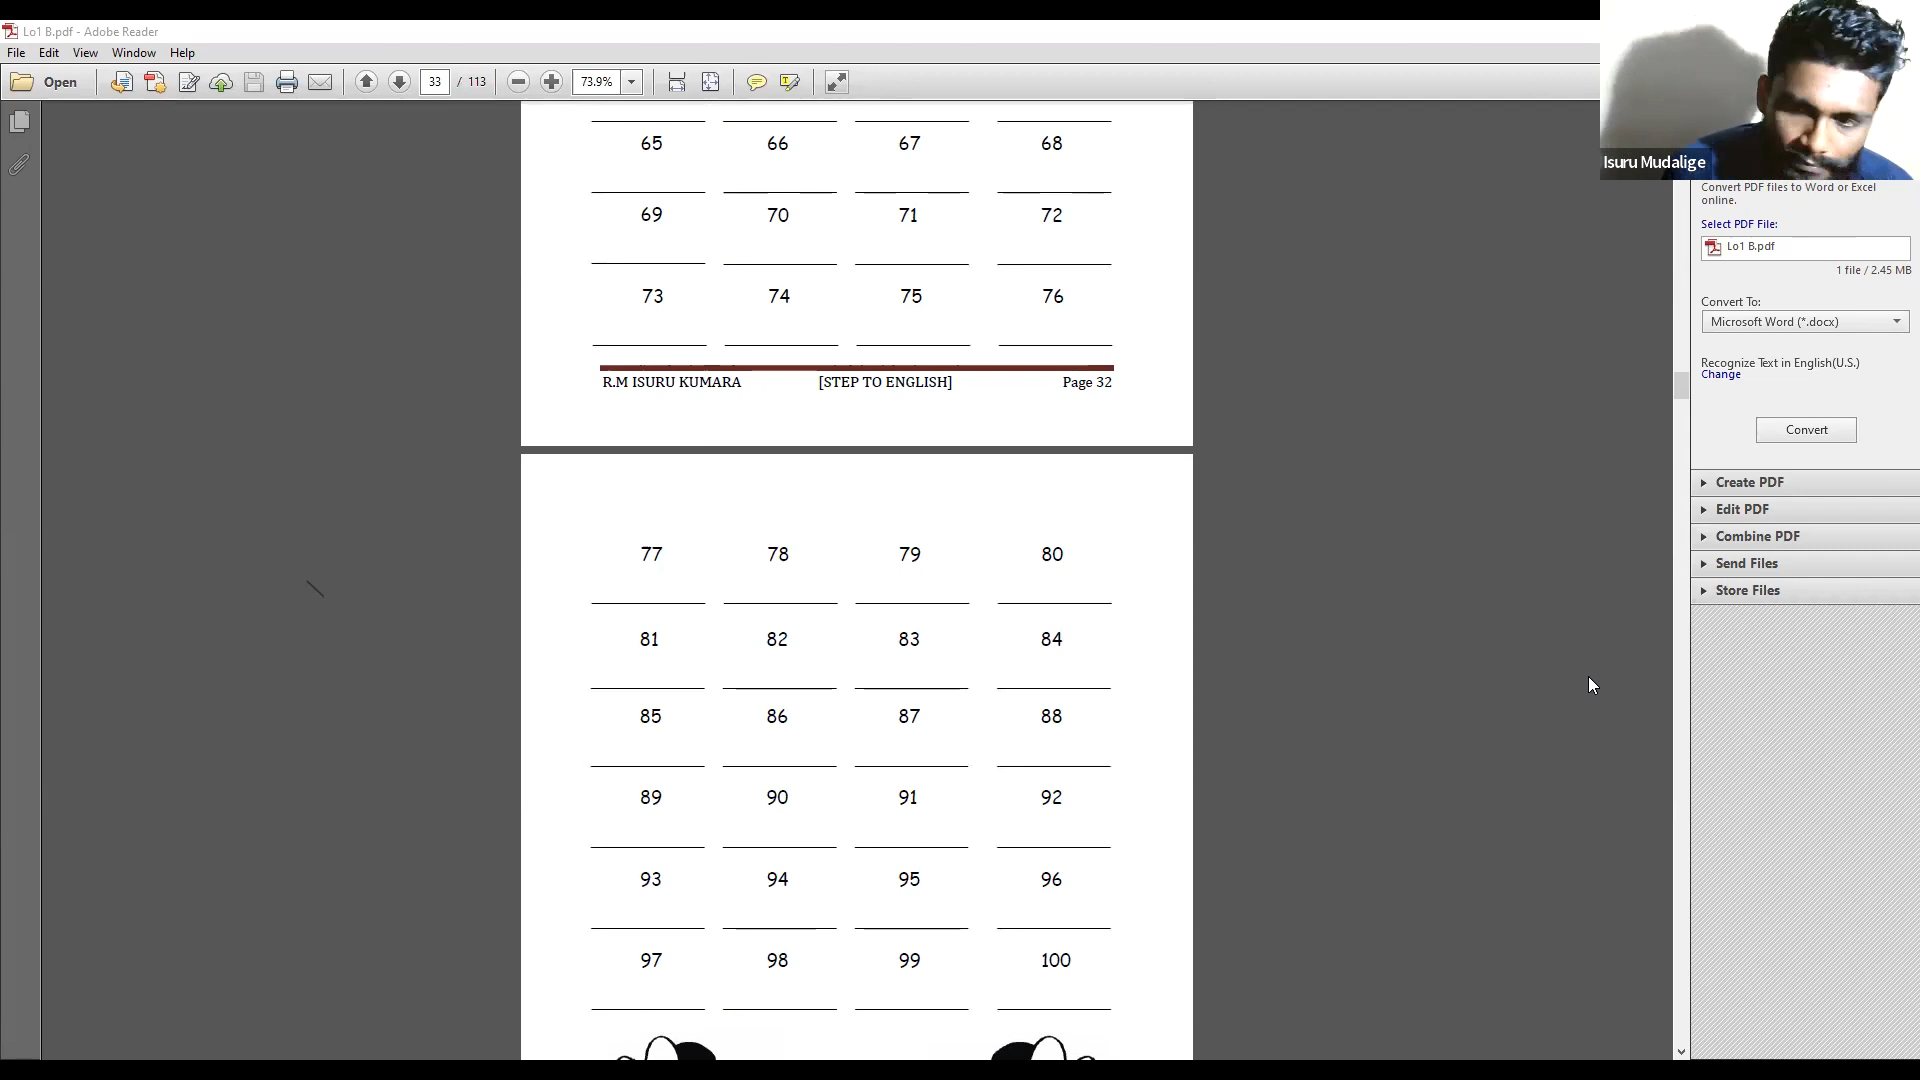 Lo1 B.pdf - Adobe Reader
File Edit View Window Help
Open 33 / 113 73.9%
Isuru Mudalige
65 66 67 68
69 70 71 72
73 74 75 76
R.M ISURU KUMARA [STEP TO ENGLISH] Page 32
77 78 79 80
81 82 83 84
85 86 87 88
89 90 91 92
93 94 95 96
97 98 99 100
Convert PDF files to Word or Excel
online.
Select PDF File:
Lo1 B.pdf
1 file / 2.45 MB
Convert To:
Microsoft Word (*.docx)
Recognize Text in English(U.S.)
Change
Convert
Create PDF
Edit PDF
Combine PDF
Send Files
Store Files